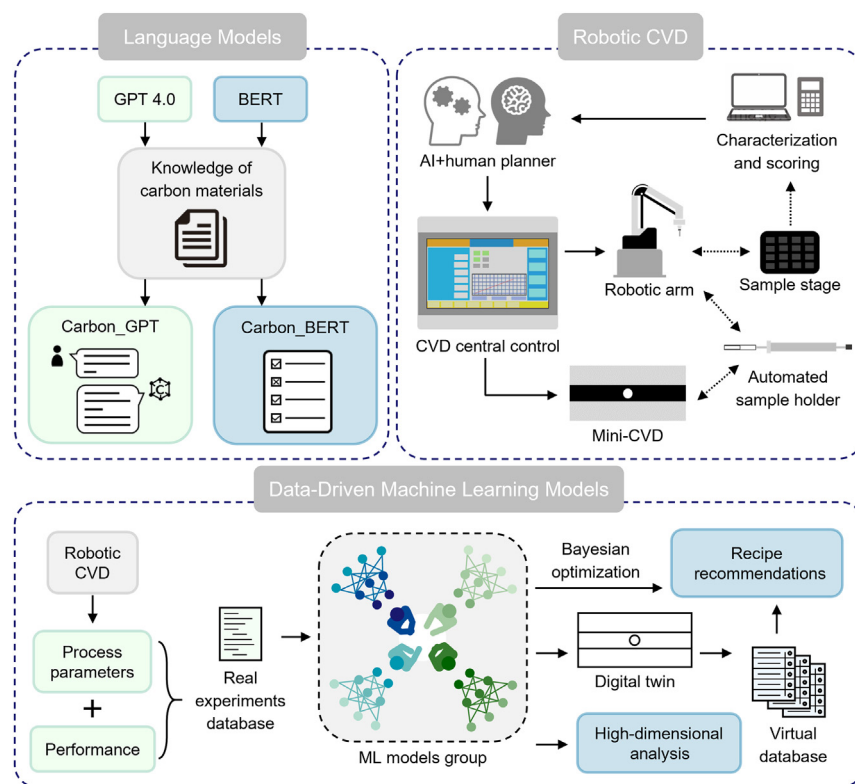 Language Models
GPT 4.0
BERT
Knowledge of
carbon materials
Carbon_GPT
C
Carbon_BERT
Robotic CVD
AI+human planner
Characterization
and scoring
CVD central control
Robotic arm
Sample stage
Mini-CVD
Automated
sample holder
Data-Driven Machine Learning Models
Robotic
CVD
Process
parameters
+
Performance
Real
experiments
database
ML models group
Bayesian
optimization
Recipe
recommendations
Digital twin
High-dimensional
analysis
Virtual
database